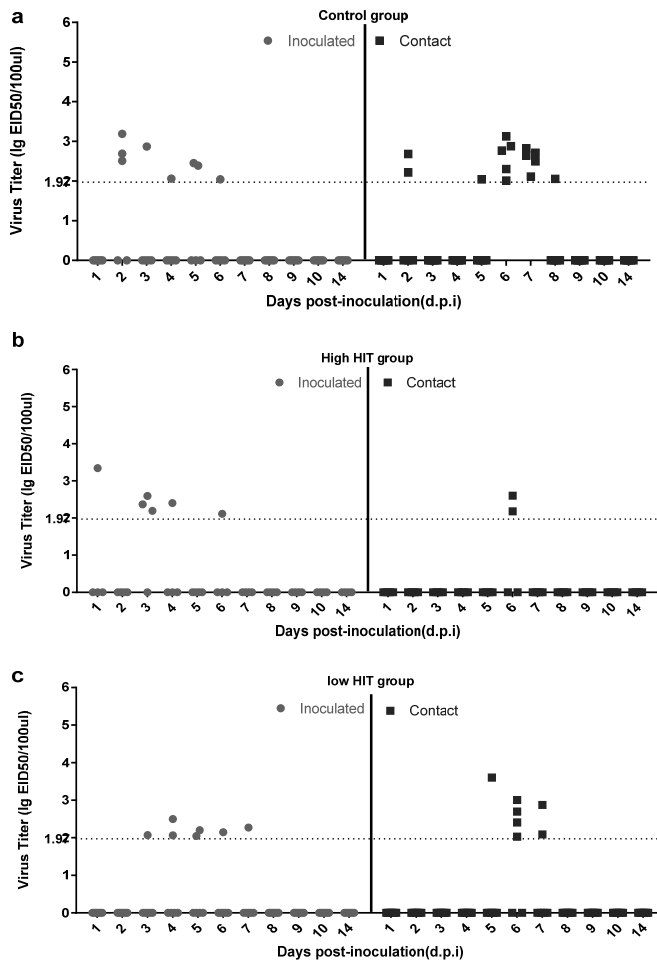 a
Control group
Inoculated
Contact
Virus Titer (lg EID50/100ul)
6
5
4
3
2
1.97
1
0
1 2 3 4 5 6 7 8 9 10 14 1 2 3 4 5 6 7 8 9 10 14
Days post-inoculation(d.p.i)
b
High HIT group
Inoculated
Contact
Virus Titer (lg EID50/100ul)
6
5
4
3
2
1.97
1
0
1 2 3 4 5 6 7 8 9 10 14 1 2 3 4 5 6 7 8 9 10 14
Days post-inoculation(d.p.i)
c
low HIT group
Inoculated
Contact
Virus Titer (lg EID50/100ul)
6
5
4
3
2
1.97
1
0
1 2 3 4 5 6 7 8 9 10 14 1 2 3 4 5 6 7 8 9 10 14
Days post-inoculation(d.p.i)